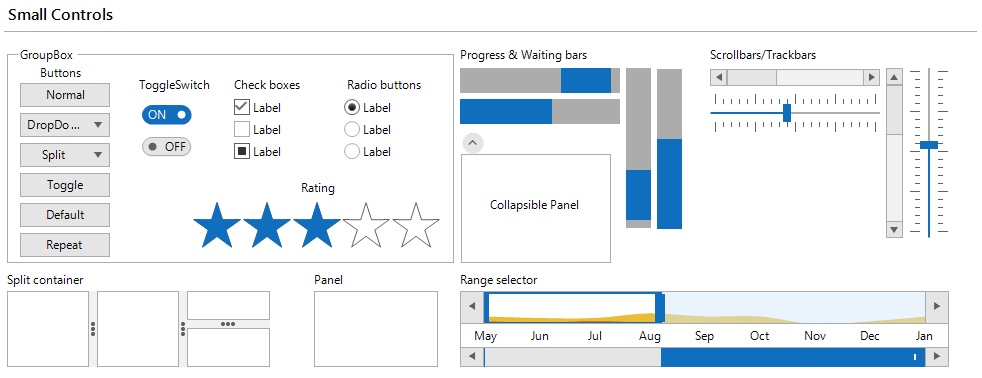 Small Controls
GroupBox
Buttons
Normal
DropDo ...
Split
Toggle
Default
Repeat
ToggleSwitch
ON
OFF
Check boxes
Label
Label
Label
Radio buttons
Label
Label
Label
Rating
Progress & Waiting bars
Collapsible Panel
Scrollbars/Trackbars
Split container
Panel
Range selector
May Jun Jul Aug Sep Oct Nov Dec Jan